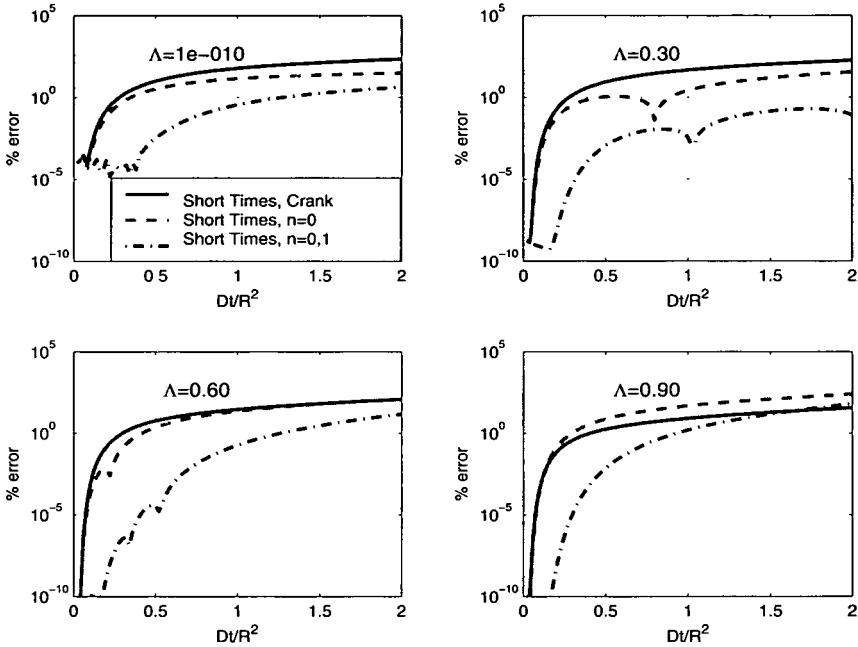 10^5
10^0
10^-5
10^-10
% error
Λ=1e-010
Short Times, Crank
Short Times, n=0
Short Times, n=0,1
0
0 5
1
1.5
2
Dt/R^2
10^5
10^0
10^-5
10^-10
% error
Λ=0.30
0
0.5
1
1.5
2
Dt/R^2
10^5
10^0
10^-5
10^-10
% error
Λ=0.60
0
0.5
1
1.5
2
Dt/R^2
10^5
10^0
10^-5
10^-10
% error
Λ=0.90
0
0.5
1
1.5
2
Dt/R^2